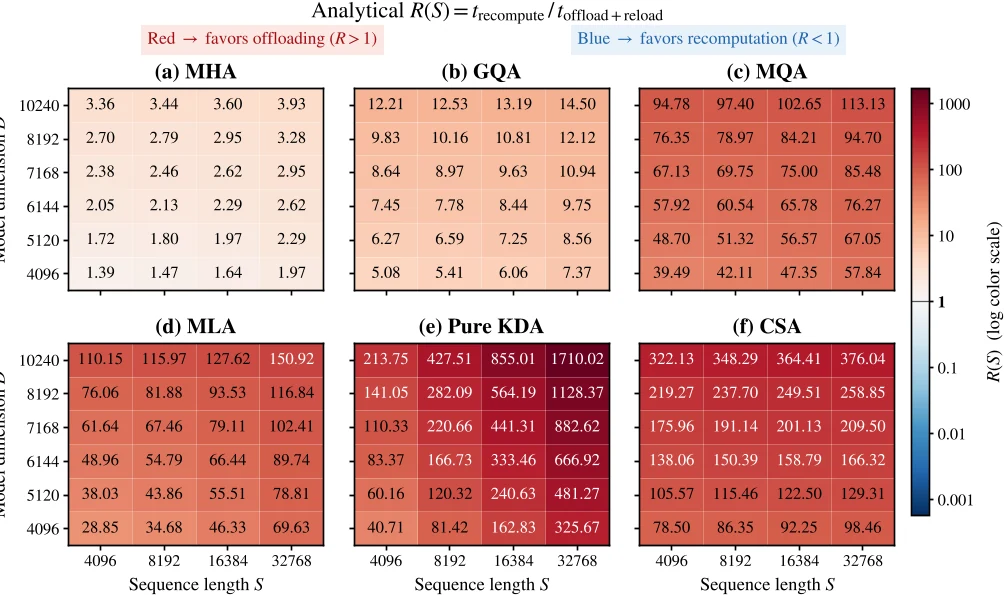 Analytical R(S) = t_recompute / t_offload+reload
Red → favors offloading (R > 1)
Blue → favors recomputation (R < 1)
(a) MHA
(b) GQA
(c) MQA
Model dimension D
10240 3.36 3.44 3.60 3.93 12.21 12.53 13.19 14.50 94.78 97.40 102.65 113.13
8192 2.70 2.79 2.95 3.28 9.83 10.16 10.81 12.12 76.35 78.97 84.21 94.70
7168 2.38 2.46 2.62 2.95 8.64 8.97 9.63 10.94 67.13 69.75 75.00 85.48
6144 2.05 2.13 2.29 2.62 7.45 7.78 8.44 9.75 57.92 60.54 65.78 76.27
5120 1.72 1.80 1.97 2.29 6.27 6.59 7.25 8.56 48.70 51.32 56.57 67.05
4096 1.39 1.47 1.64 1.97 5.08 5.41 6.06 7.37 39.49 42.11 47.35 57.84
(d) MLA
(e) Pure KDA
(f) CSA
Model dimension D
10240 110.15 115.97 127.62 150.92 213.75 427.51 855.01 1710.02 322.13 348.29 364.41 376.04
8192 76.06 81.88 93.53 116.84 141.05 282.09 564.19 1128.37 219.27 237.70 249.51 258.85
7168 61.64 67.46 79.11 102.41 110.33 220.66 441.31 882.62 175.96 191.14 201.13 209.50
6144 48.96 54.79 66.44 89.74 83.37 166.73 333.46 666.92 138.06 150.39 158.79 166.32
5120 38.03 43.86 55.51 78.81 60.16 120.32 240.63 481.27 105.57 115.46 122.50 129.31
4096 28.85 34.68 46.33 69.63 40.71 81.42 162.83 325.67 78.50 86.35 92.25 98.46
4096 8192 16384 32768 4096 8192 16384 32768 4096 8192 16384 32768
Sequence length S
Sequence length S
Sequence length S
1000
100
10
1
0.1
0.01
0.001
R(S) (log color scale)